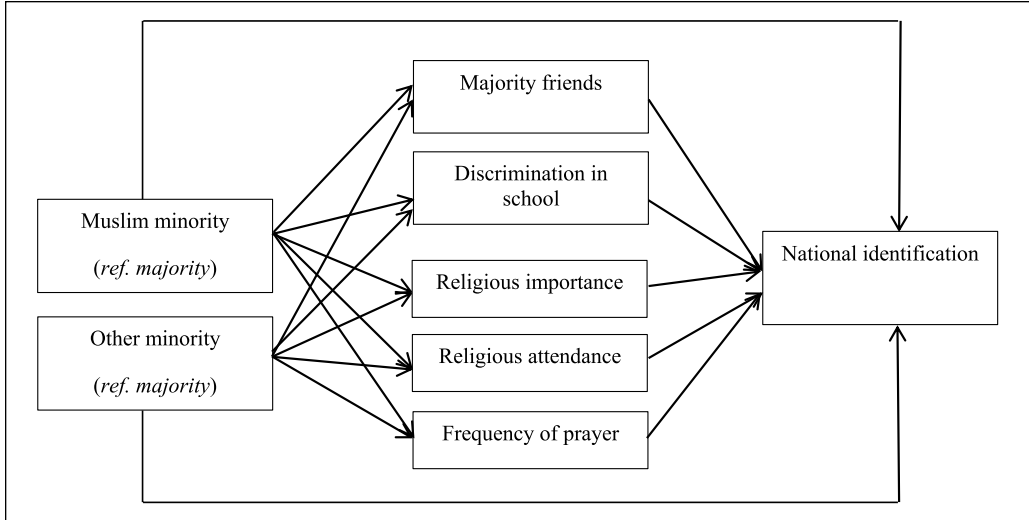 Muslim minority
(ref. majority)
Other minority
(ref. majority)
Majority friends
Discrimination in
school
Religious importance
Religious attendance
Frequency of prayer
National identification